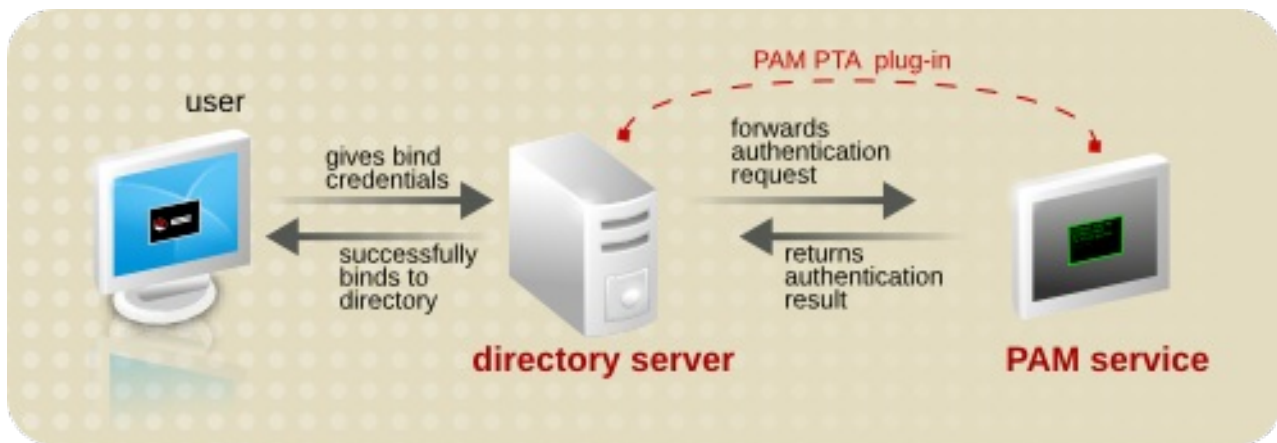 PAM PTA plug-in
user
gives bind
credentials
forwards
authentication
request
successfully
binds to
directory
returns
authentication
result
directory server
PAM service